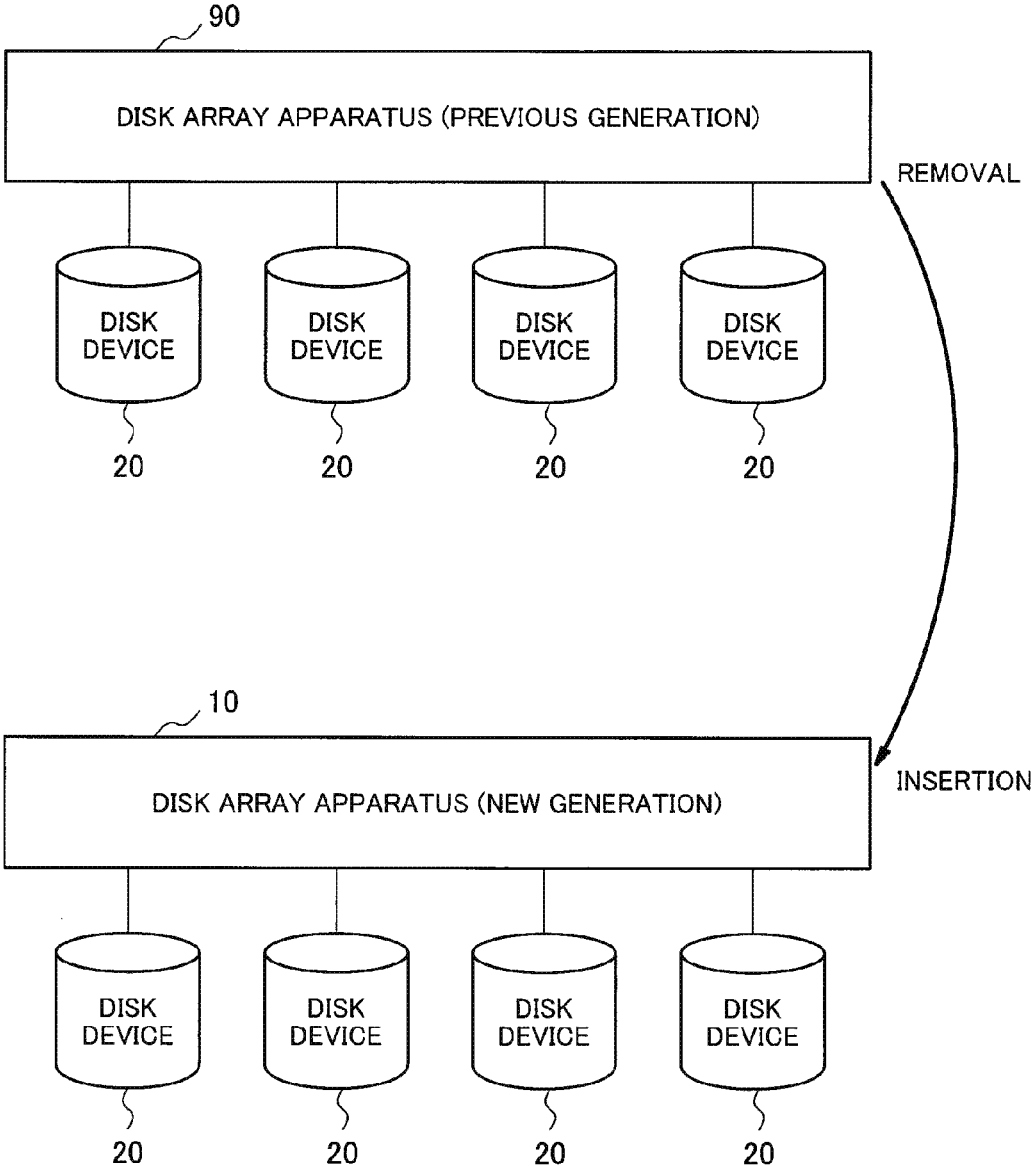 90
DISK ARRAY APPARATUS (PREVIOUS GENERATION)
REMOVAL
DISK DEVICE
DISK DEVICE
DISK DEVICE
DISK DEVICE
20
20
20
20
10
INSERTION
DISK ARRAY APPARATUS (NEW GENERATION)
DISK DEVICE
DISK DEVICE
DISK DEVICE
DISK DEVICE
20
20
20
20